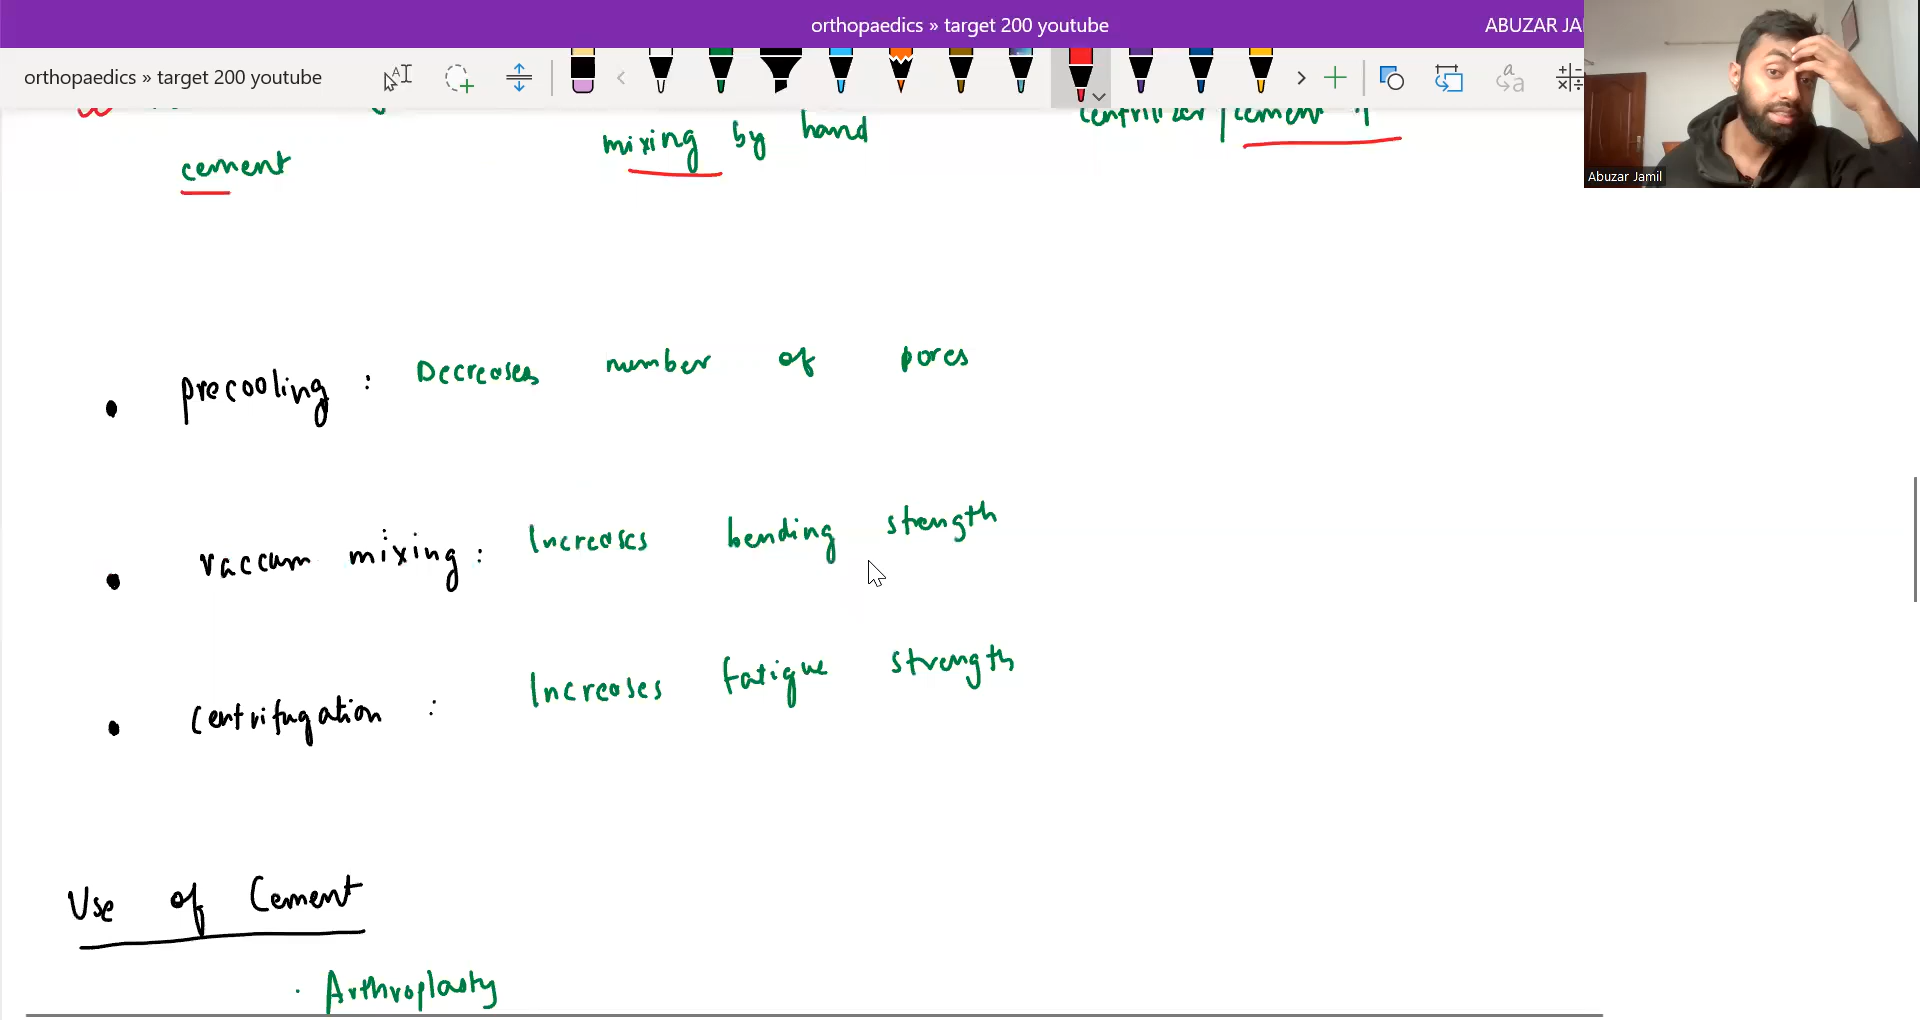 orthopaedics » target 200 youtube
ABUZAR JA
orthopaedics » target 200 youtube
Abuzar Jamil
cement
mixing by hand
cement
precooling : Decreases number of pores
vaccum mixing : Increases bending strength
centrifugation : Increases fatigue strength
Use of Cement
Arthroplasty